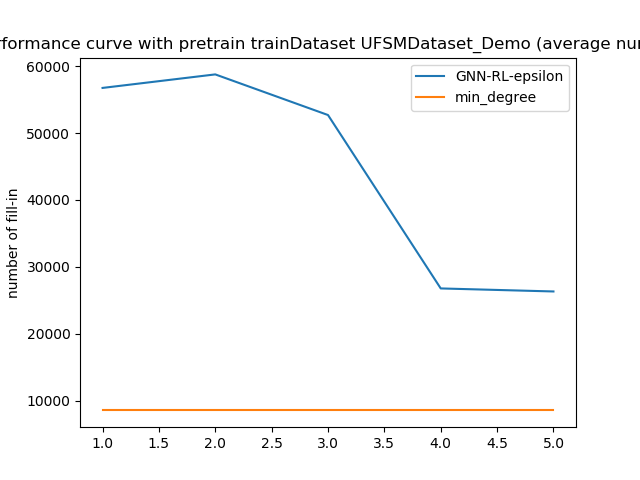 curve with pretrain trainDataset UFSMDataset_Demo (average
60000
50000
40000
30000
20000
10000
number of fill-in
GNN-RL-epsilon
min_degree
1.0 1.5 2.0 2.5 3.0 3.5 4.0 4.5 5.0